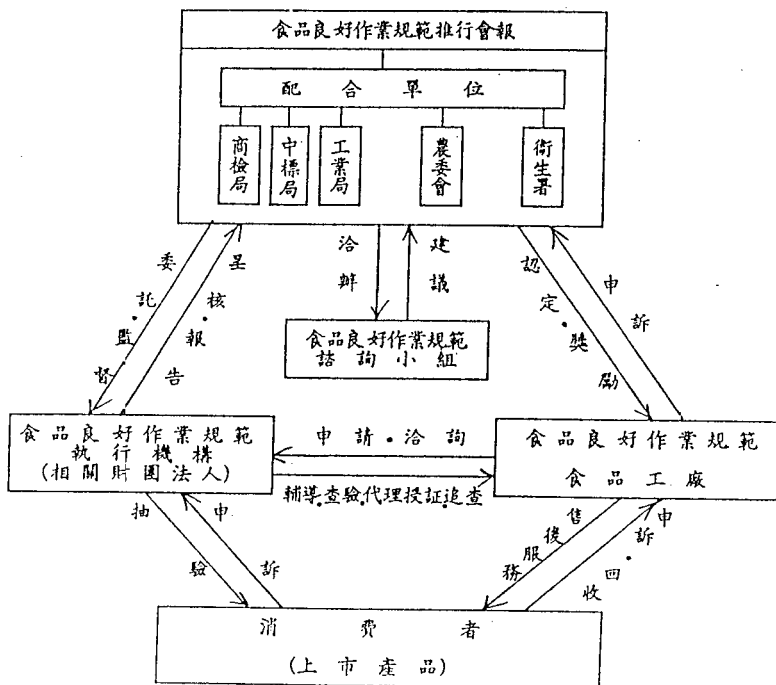 食品良好作業規範推行會報
配合單位
商檢局
中標局
工業局
農委會
衛生署
委託.監督
呈核.報告
洽辦
建議
認定.獎勵
申訴
食品良好作業規範
諮詢小組
食品良好作業規範
執行機構
(相關財團法人)
申請.洽詢
輔導.查驗.代理授証.追查
食品良好作業規範
食品工廠
抽驗
申訴
售後服務
申訴.回收
消費者
(上市產品)